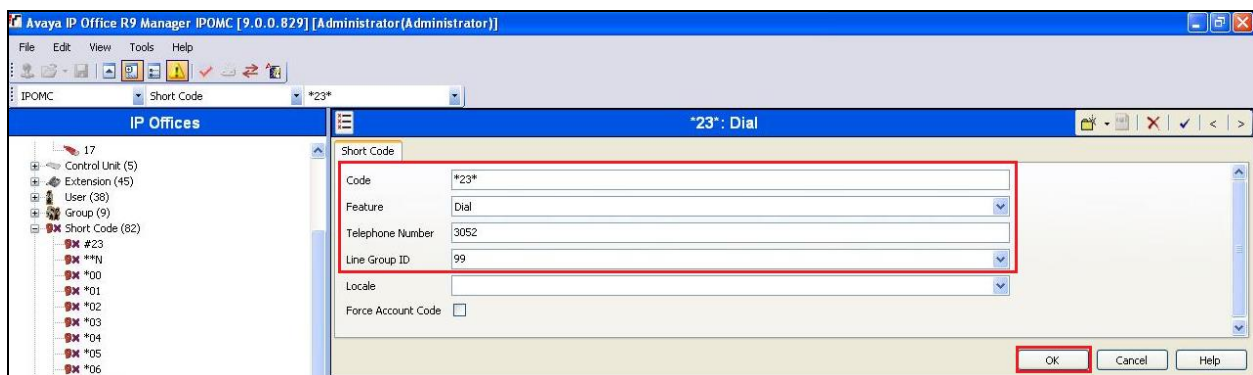 Avaya IP Office R9 Manager IPOMC [9.0.0.829] [Administrator(Administrator)]
File Edit View Tools Help
IPOMC Short Code *23*
IP Offices
*23*: Dial
17
Control Unit (5)
Extension (45)
User (38)
Group (9)
Short Code (82)
#23
**N
*00
*01
*02
*03
*04
*05
*06
Short Code
Code *23*
Feature Dial
Telephone Number 3052
Line Group ID 99
Locale
Force Account Code
OK Cancel Help